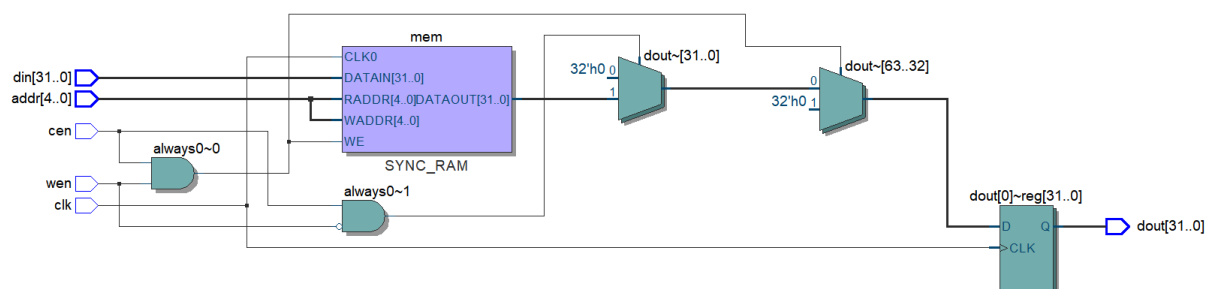 mem
dout~[31..0]
dout~[63..32]
CLK0
din[31..0]
DATAIN[31..0]
32'h0 0
1
0
addr[4..0]
RADDR[4..0] DATAOUT[31..0]
32'h0 1
WADDR[4..0]
cen
WE
always0~0
SYNC_RAM
wen
always0~1
clk
dout[0]~reg[31..0]
D Q
dout[31..0]
CLK